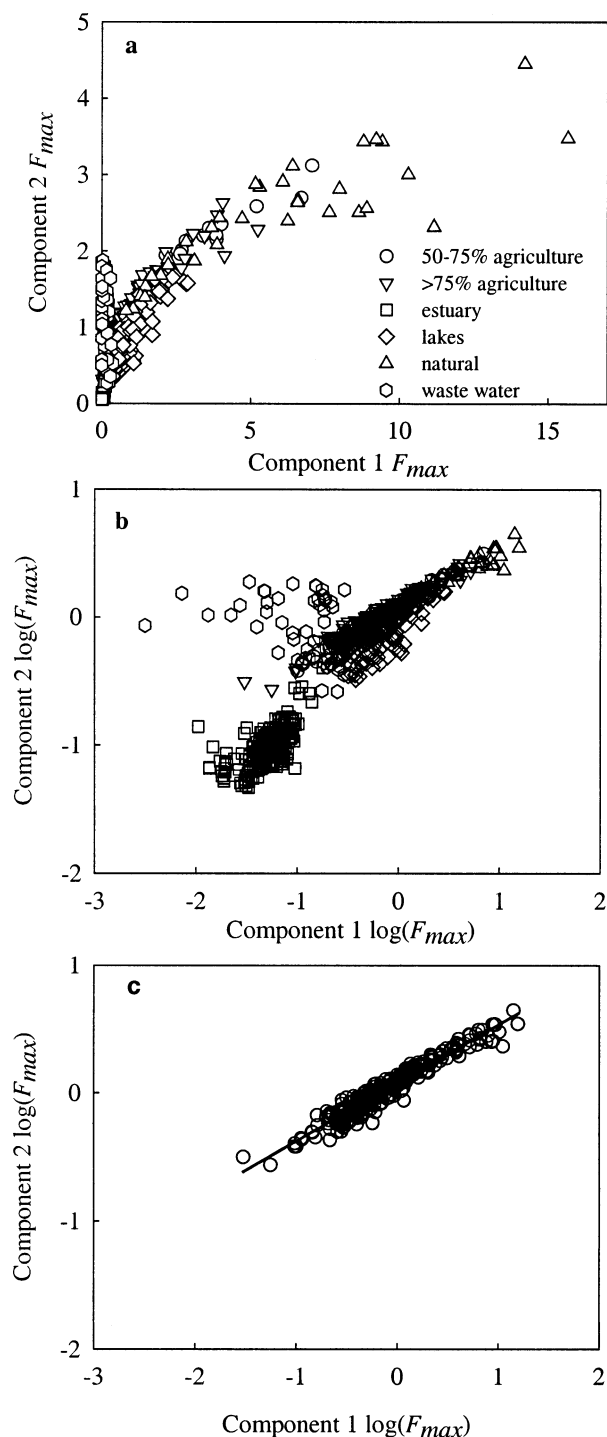 a
5
4
3
2
1
0
Component 2 Fmax
50-75% agriculture
>75% agriculture
estuary
lakes
natural
waste water
0
5
10
15
Component 1 Fmax
b
1
0
-1
-2
Component 2 log(Fmax)
-3
-2
-1
0
1
2
Component 1 log(Fmax)
c
1
0
-1
-2
Component 2 log(Fmax)
-3
-2
-1
0
1
2
Component 1 log(Fmax)